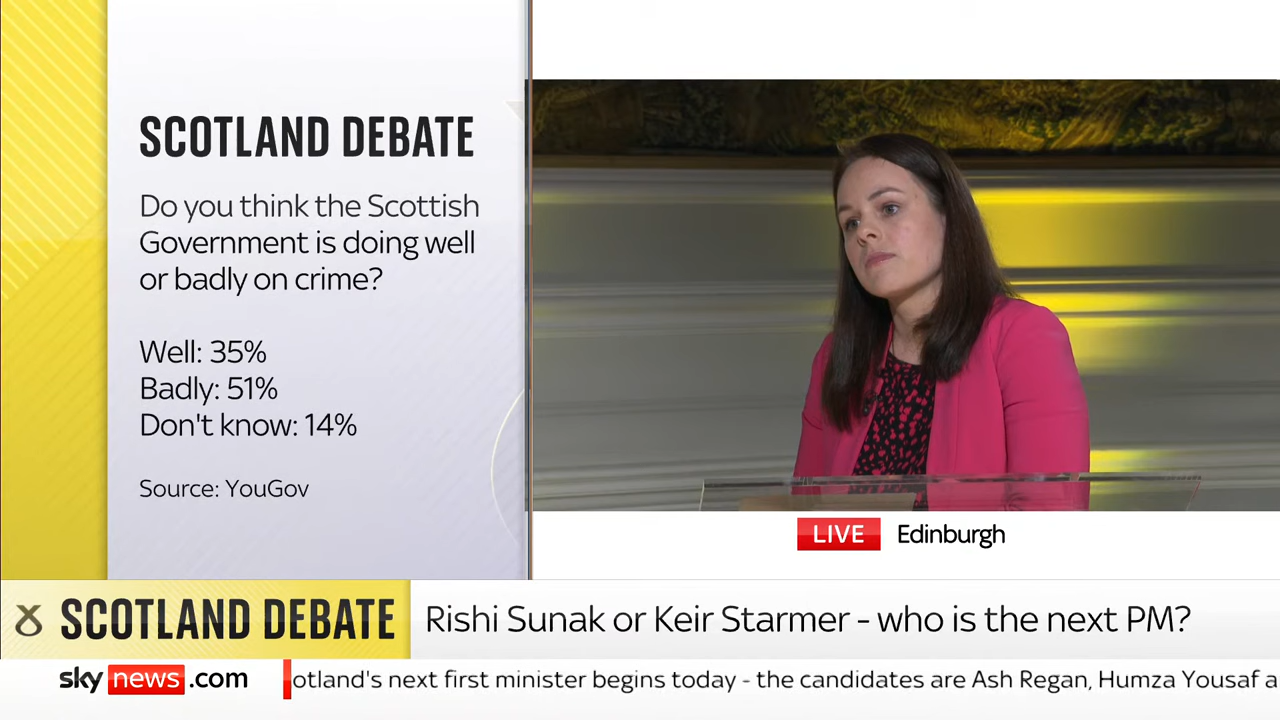 SCOTLAND DEBATE
Do you think the Scottish
Government is doing well
or badly on crime?
Well: 35%
Badly: 51%
Don't know: 14%
Source: YouGov
LIVE Edinburgh
SCOTLAND DEBATE Rishi Sunak or Keir Starmer - who is the next PM?
sky news.com otland's next first minister begins today - the candidates are Ash Regan, Humza Yousaf a